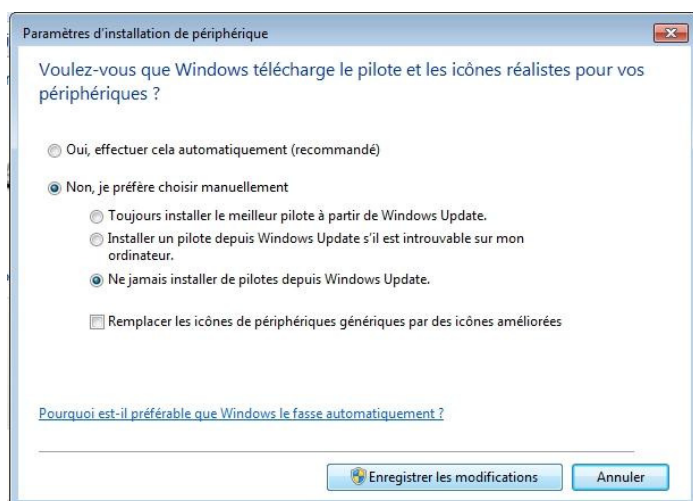 Paramètres d'installation de périphérique
Voulez-vous que Windows télécharge le pilote et les icônes réalistes pour vos
périphériques ?
Oui, effectuer cela automatiquement (recommandé)
Non, je préfère choisir manuellement
Toujours installer le meilleur pilote à partir de Windows Update.
Installer un pilote depuis Windows Update s'il est introuvable sur mon
ordinateur.
Ne jamais installer de pilotes depuis Windows Update.
Remplacer les icônes de périphériques génériques par des icônes améliorées
Pourquoi est-il préférable que Windows le fasse automatiquement ?
Enregistrer les modifications
Annuler